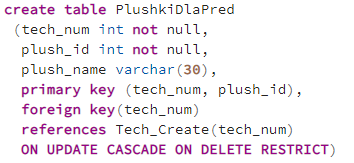 create table PlushkiDlaPred
(tech_num int not null,
plush_id int not null,
plush_name varchar(30),
primary key (tech_num, plush_id),
foreign key(tech_num)
references Tech_Create(tech_num)
ON UPDATE CASCADE ON DELETE RESTRICT)